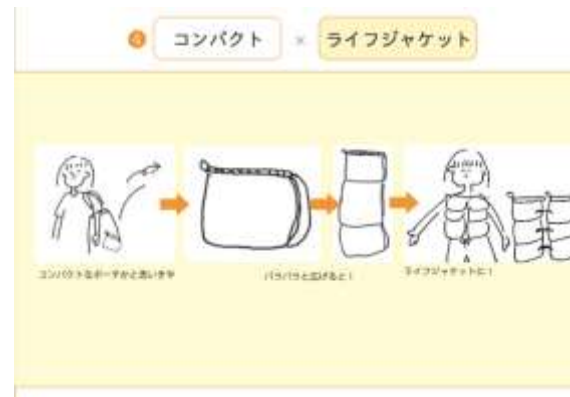 4 コンパクト × ライフジャケット
コンパクトなポーチかと思いきや
パラパラと広げると！
ライフジャケットに！